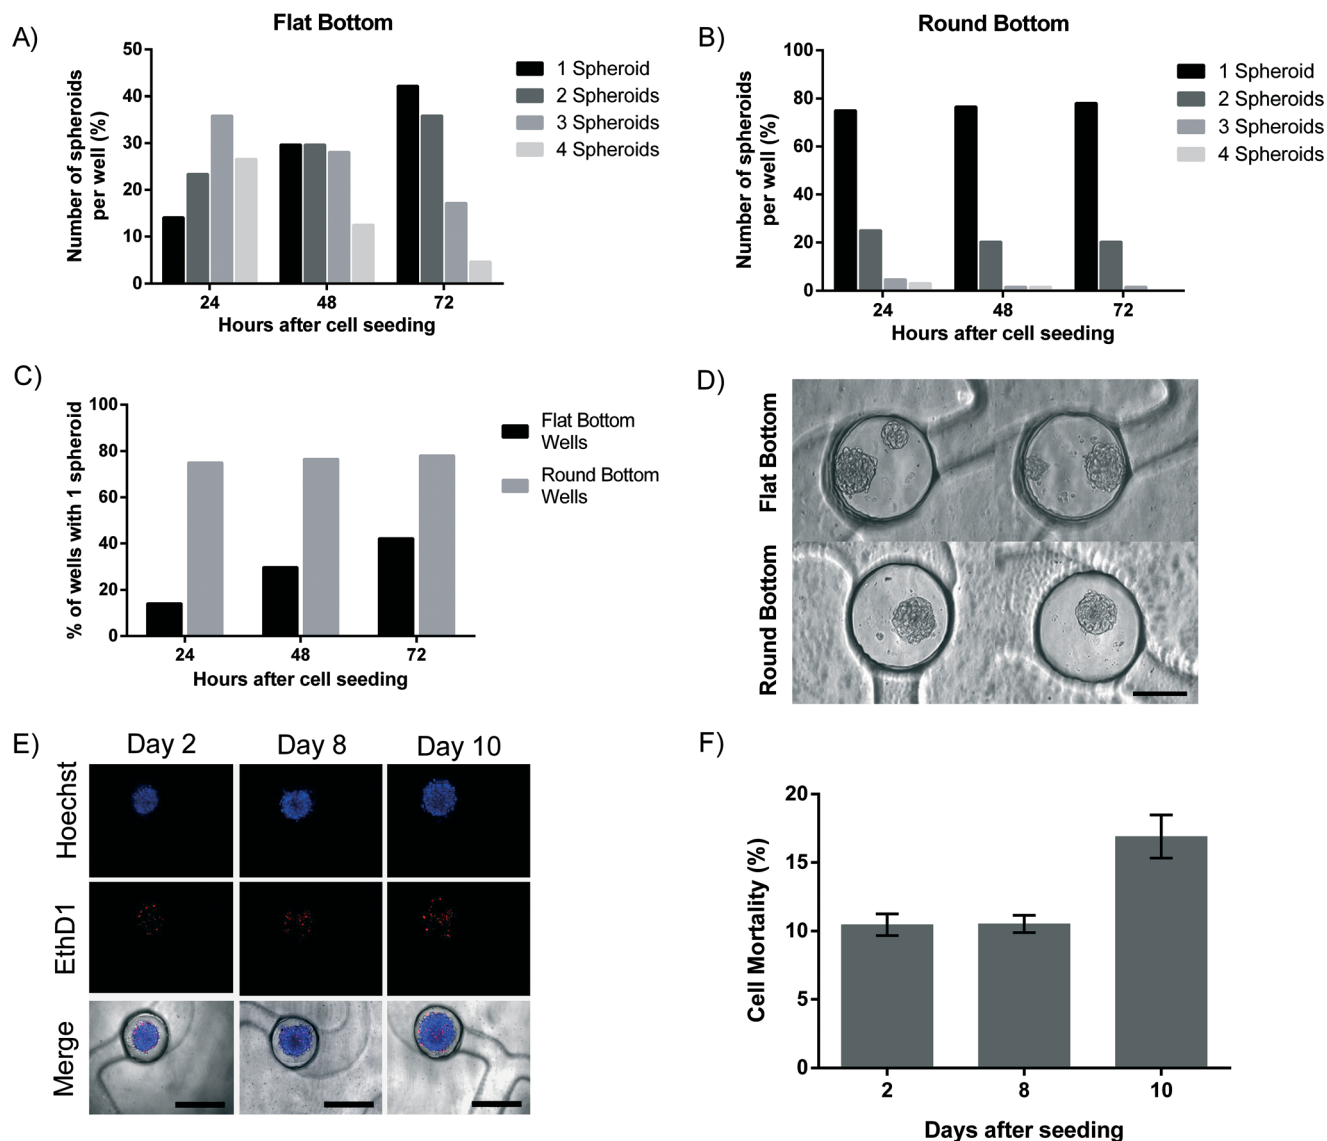 A)
Flat Bottom
50
40
30
20
10
0
Number of spheroids
per well (%)
24
48
72
Hours after cell seeding
1 Spheroid
2 Spheroids
3 Spheroids
4 Spheroids
B)
Round Bottom
100
80
60
40
20
0
Number of spheroids
per well (%)
24
48
72
Hours after cell seeding
1 Spheroid
2 Spheroids
3 Spheroids
4 Spheroids
C)
100
80
60
40
20
0
% of wells with 1 spheroid
24
48
72
Hours after cell seeding
Flat Bottom
Wells
Round Bottom
Wells
D)
Flat Bottom
Round Bottom
E)
Day 2
Day 8
Day 10
Hoechst
EthD1
Merge
F)
20
15
10
5
0
Cell Mortality (%)
2
8
10
Days after seeding